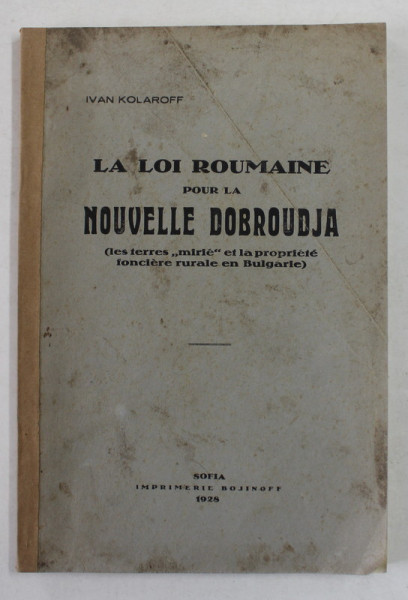 IVAN KOLAROFF
LA LOI ROUMAINE
POUR LA
NOUVELLE DOBROUDJA
(les terres „mirié“ et la propriété
foncière rurale en Bulgarie)
SOFIA
IMPRIMERIE BOJINOFF
1928